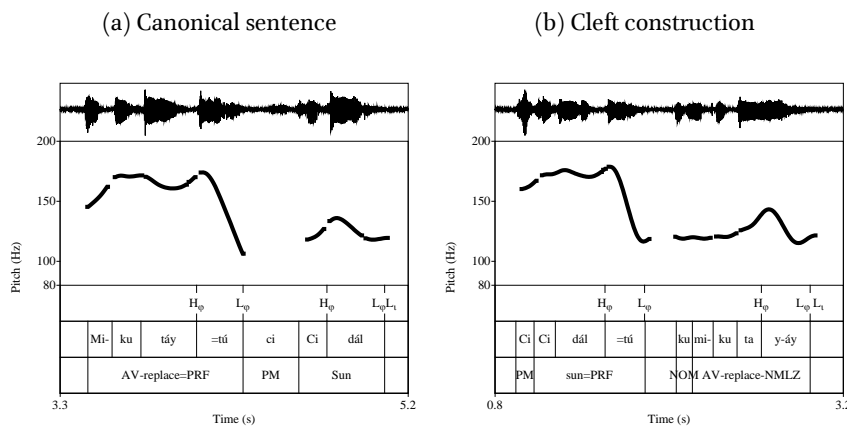 (a) Canonical sentence
(b) Cleft construction
200
150
100
80
Pitch (Hz)
Hφ Lφ Hφ LφLι
Mi- ku táy =tú ci Ci dál
AV-replace=PRF PM Sun
3.3 5.2
Time (s)
200
150
100
80
Pitch (Hz)
Hφ Lφ Hφ Lφ Lι
Ci Ci dál =tú ku mi- ku ta y-áy
PM sun=PRF NOM AV-replace-NMLZ
0.8 3.2
Time (s)